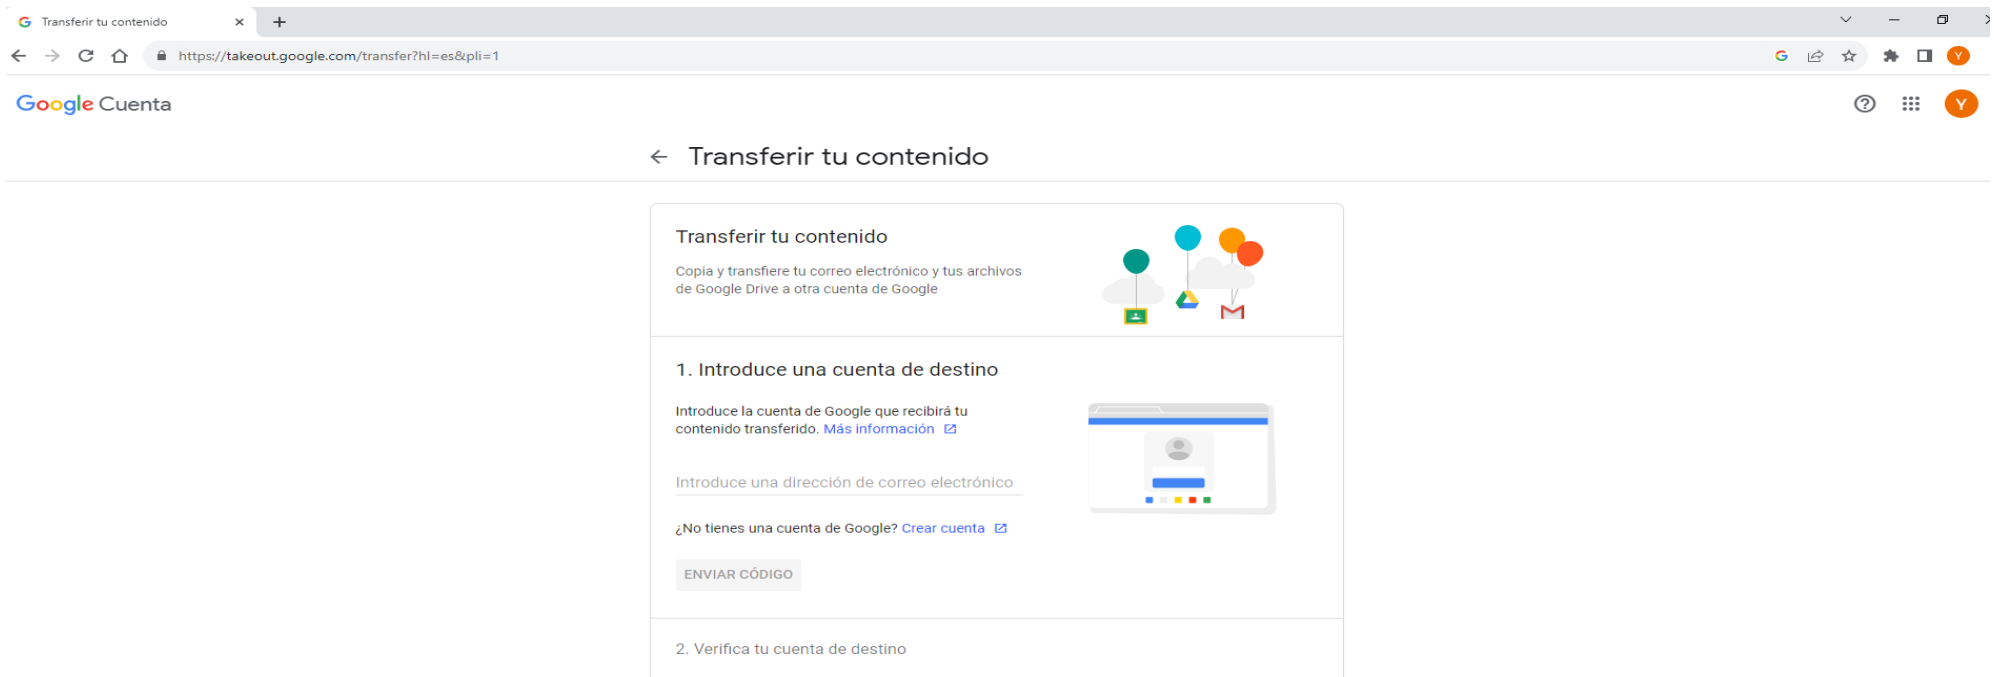 Transferir tu contenido
https://takeout.google.com/transfer?hl=es&pli=1
Y
Google Cuenta
Y
Transferir tu contenido
Transferir tu contenido
Copia y transfiere tu correo electrónico y tus archivos
de Google Drive a otra cuenta de Google
1. Introduce una cuenta de destino
Introduce la cuenta de Google que recibirá tu
contenido transferido. Más información
Introduce una dirección de correo electrónico
¿No tienes una cuenta de Google? Crear cuenta
ENVIAR CÓDIGO
2. Verifica tu cuenta de destino